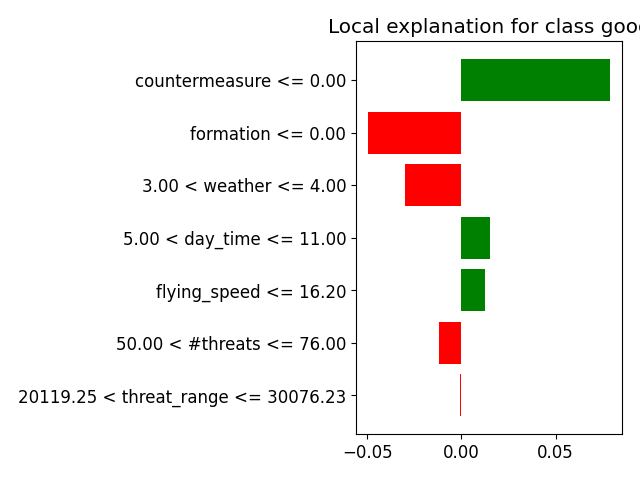 Local explanation for class goo
countermeasure <= 0.00
formation <= 0.00
3.00 < weather <= 4.00
5.00 < day_time <= 11.00
flying_speed <= 16.20
50.00 < #threats <= 76.00
20119.25 < threat_range <= 30076.23
−0.05 0.00 0.05